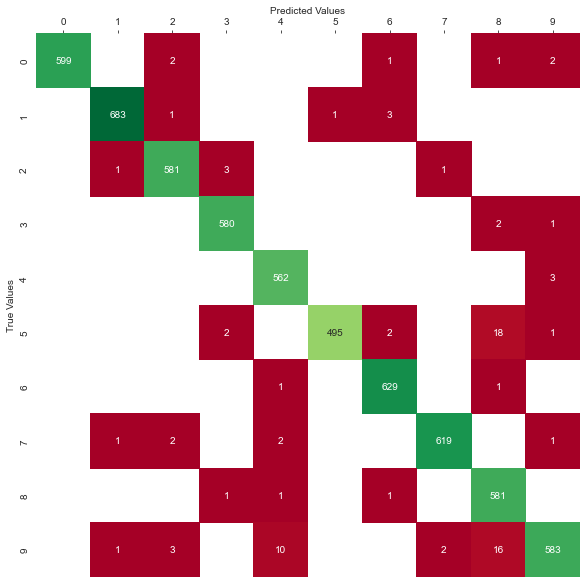 Predicted Values
0 1 2 3 4 5 6 7 8 9
0 599 2 1 1 2
1 683 1 1 3
2 1 581 3 1
3 580 2 1
4 562 3
True Values
5 2 495 2 18 1
6 1 629 1
7 1 2 2 619 1
8 1 1 1 581
9 1 3 10 2 16 583